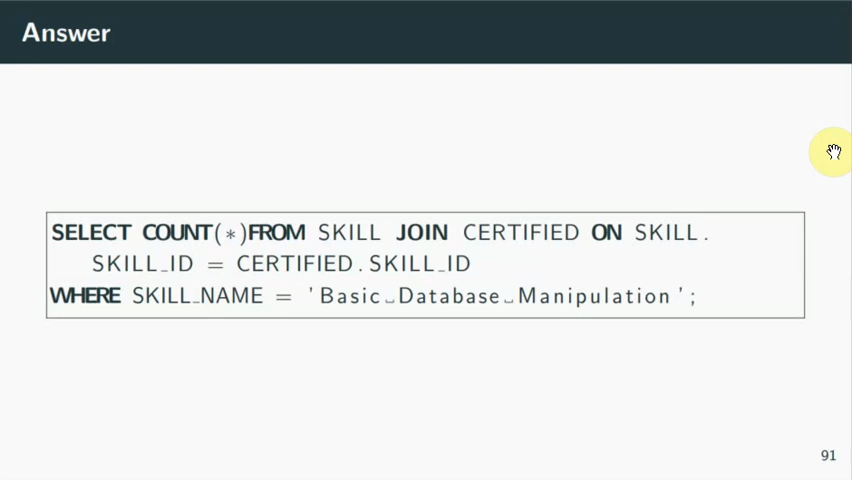 Answer
SELECT COUNT(*)FROM SKILL JOIN CERTIFIED ON SKILL.
SKILL_ID = CERTIFIED.SKILL_ID
WHERE SKILL_NAME = 'Basic␣Database␣Manipulation';
91